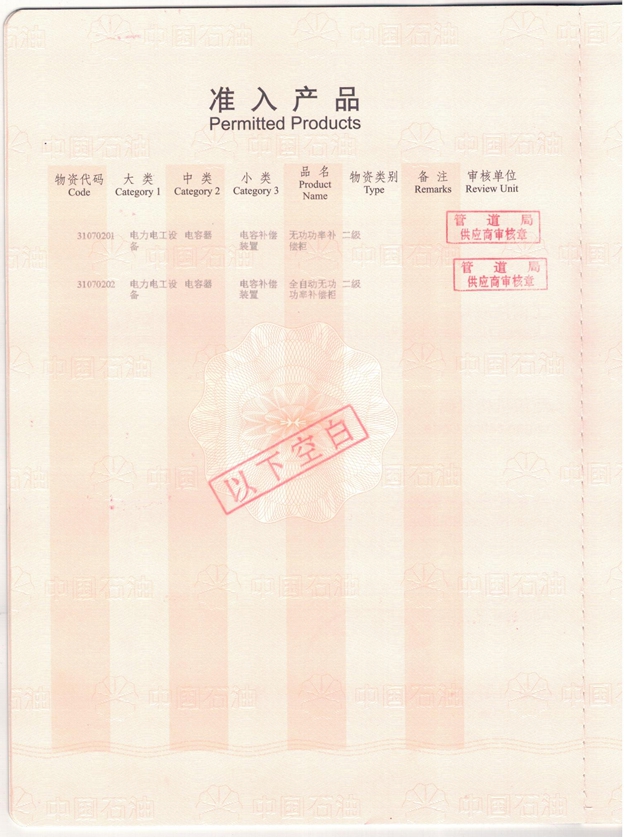 准入产品
Permitted Products
物资代码 大类 中类 小类 品名 物资类别 备注 审核单位
Code Category 1 Category 2 Category 3 Product Name Type Remarks Review Unit
31070201 电力电工设备 电容器 电容补偿装置 无功功率补偿柜 二级
管道局
供应商审核章
31070202 电力电工设备 电容器 电容补偿装置 全自动无功功率补偿柜 二级
管道局
供应商审核章
以下空白
中国石油